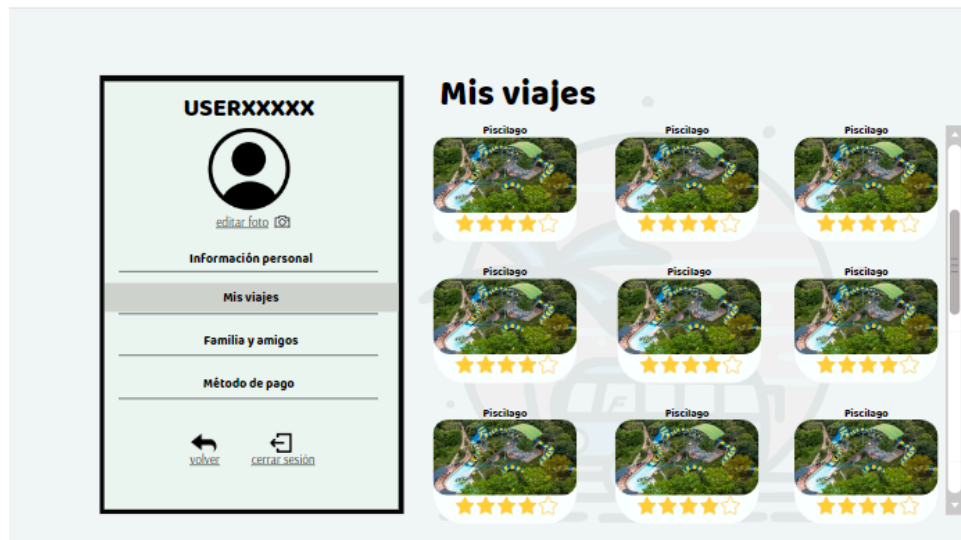 USERXXXXX
editar foto
Información personal
Mis viajes
Familia y amigos
Método de pago
volver
cerrar sesión
Mis viajes
Piscilago
Piscilago
Piscilago
Piscilago
Piscilago
Piscilago
Piscilago
Piscilago
Piscilago
F